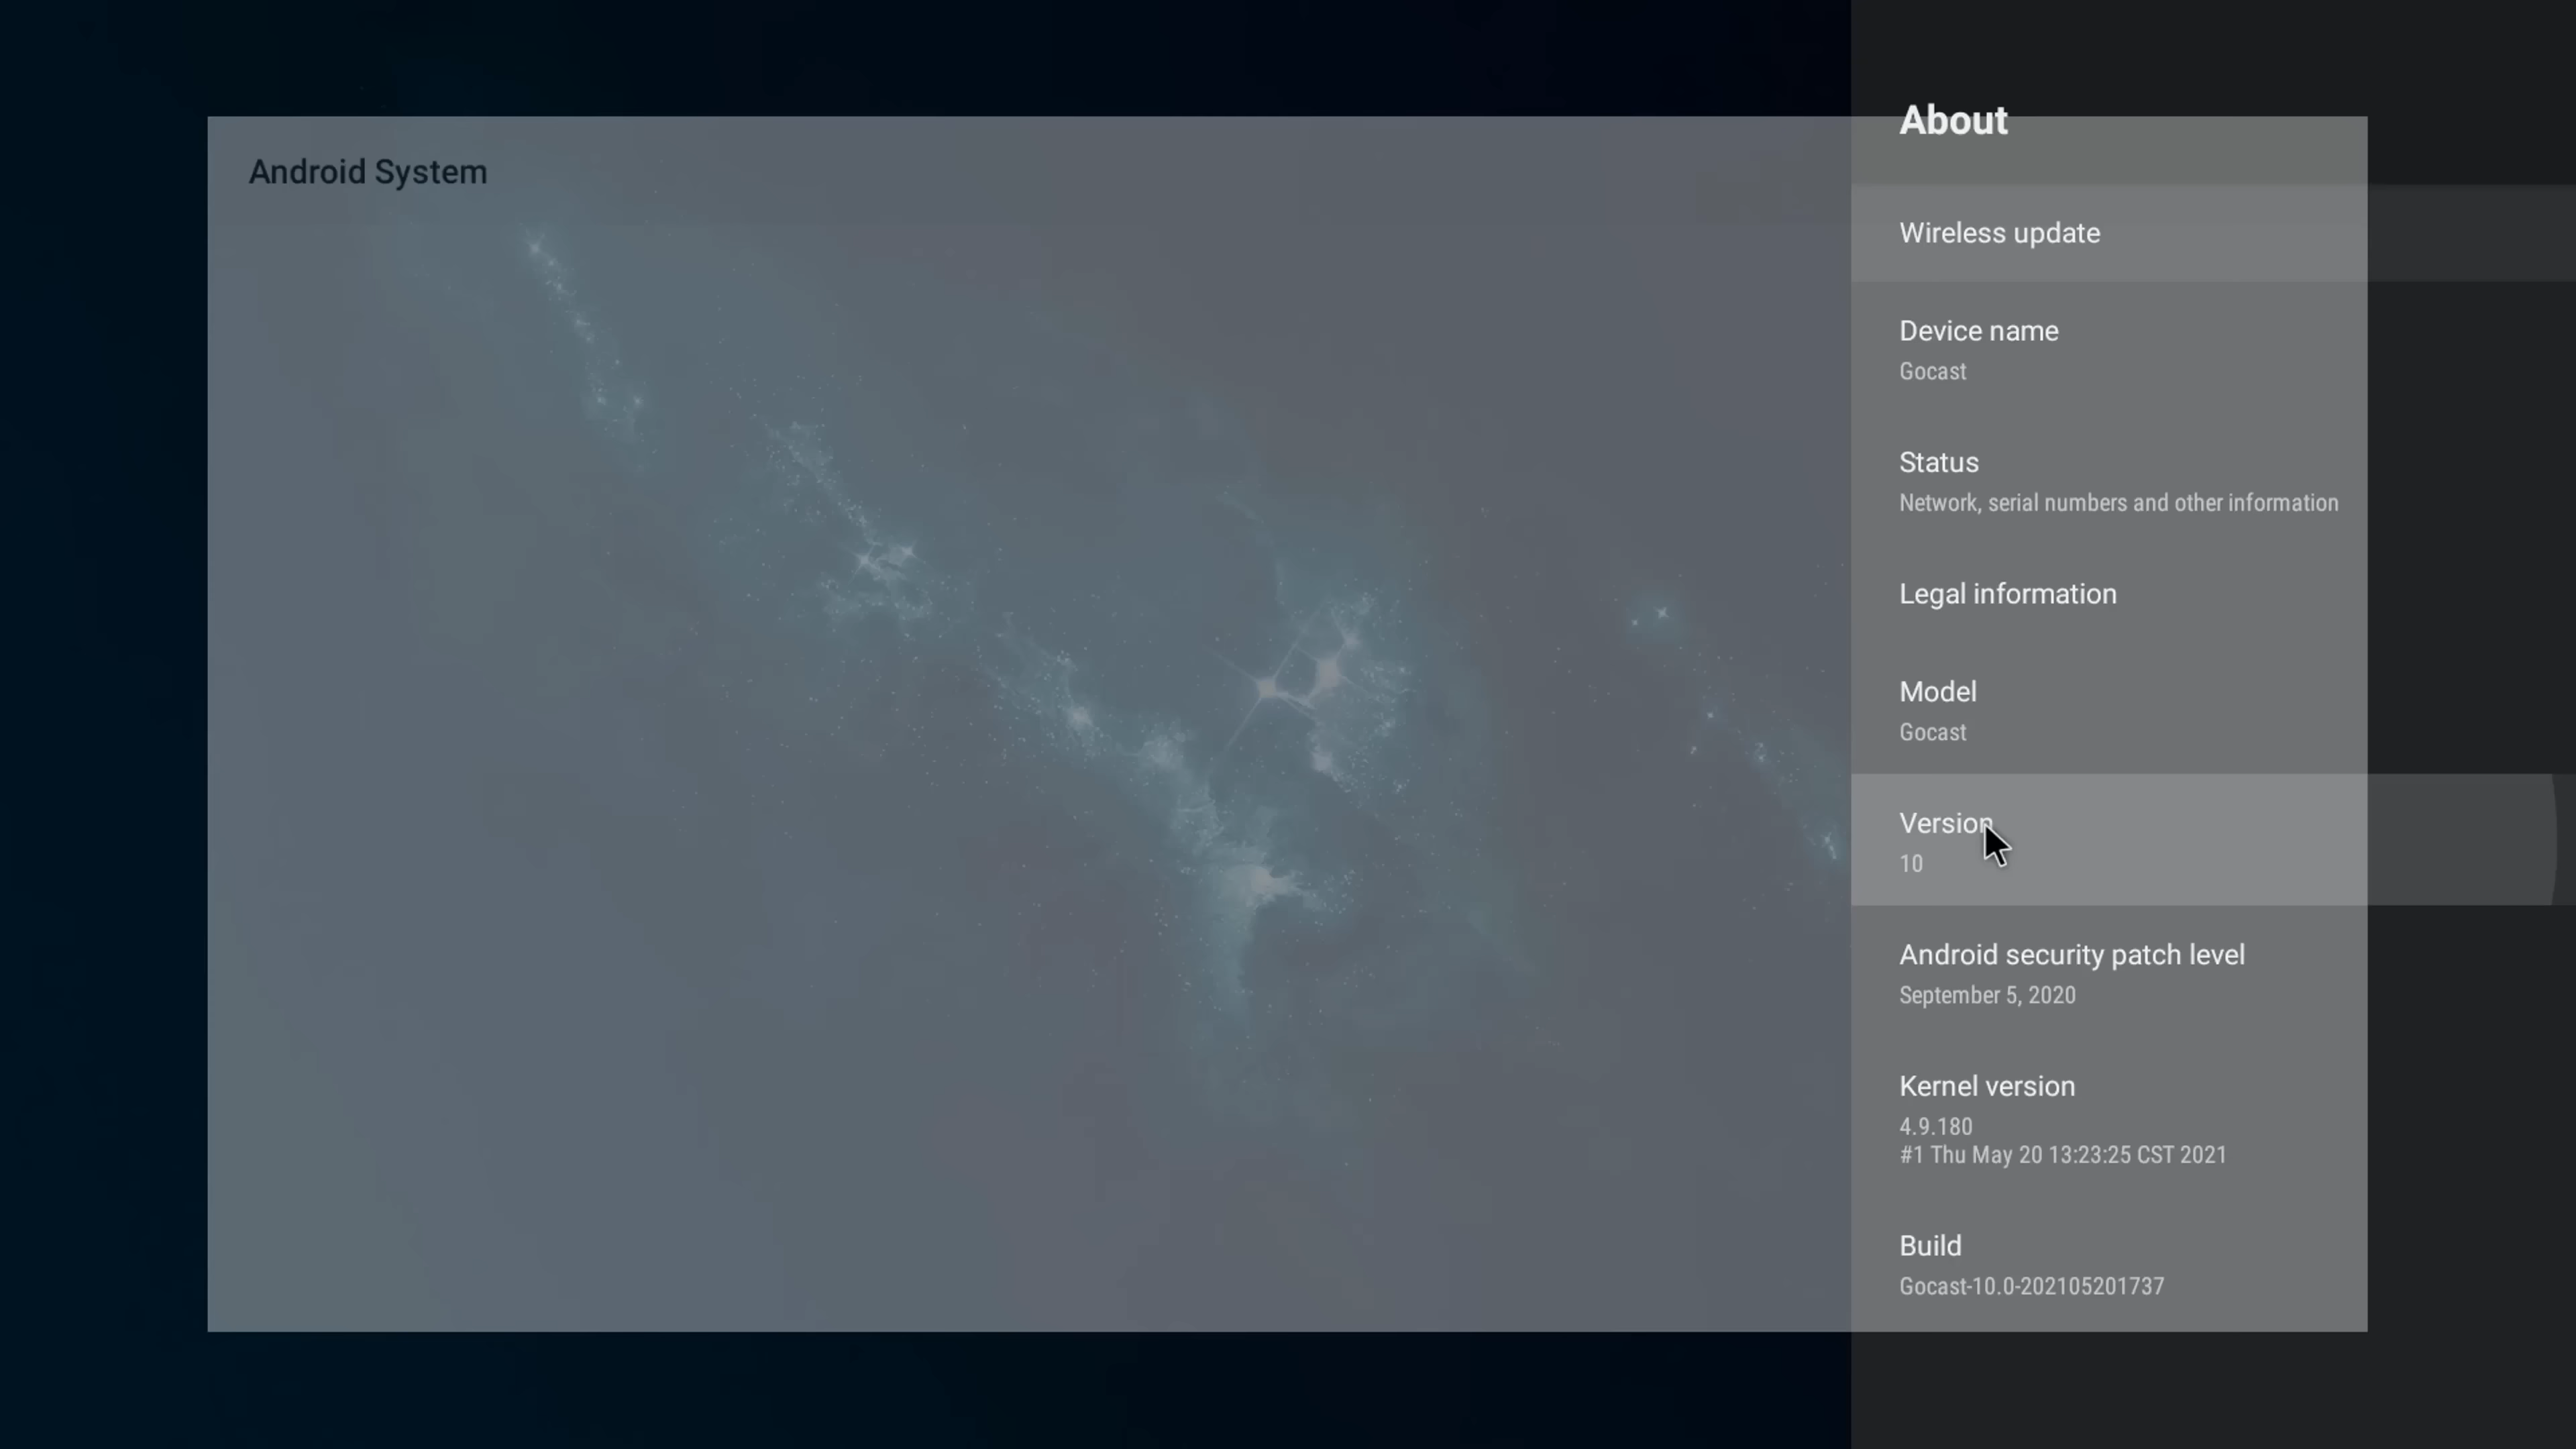 Android System
About
Wireless update
Device name
Gocast
Status
Network, serial numbers and other information
Legal information
Model
Gocast
Version
10
Android security patch level
September 5, 2020
Kernel version
4.9.180
#1 Thu May 20 13:23:25 CST 2021
Build
Gocast-10.0-202105201737